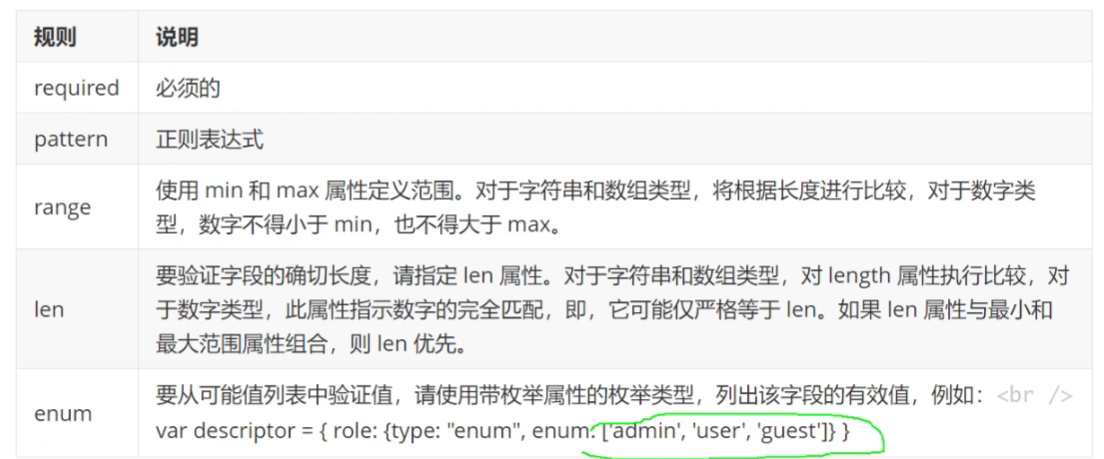 规则 说明
required 必须的
pattern 正则表达式
使用 min 和 max 属性定义范围。对于字符串和数组类型，将根据长度进行比较，对于数字类
range
型，数字不得小于 min，也不得大于 max。
要验证字段的确切长度，请指定 len 属性。对于字符串和数组类型，对 length 属性执行比较，对
len 于数字类型，此属性指示数字的完全匹配，即，它可能仅严格等于 len。如果 len 属性与最小和
最大范围属性组合，则 len 优先。
要从可能值列表中验证值，请使用带枚举属性的枚举类型，列出该字段的有效值，例如：<br />
enum
var descriptor = { role: {type: "enum", enum: ['admin', 'user', 'guest']} }